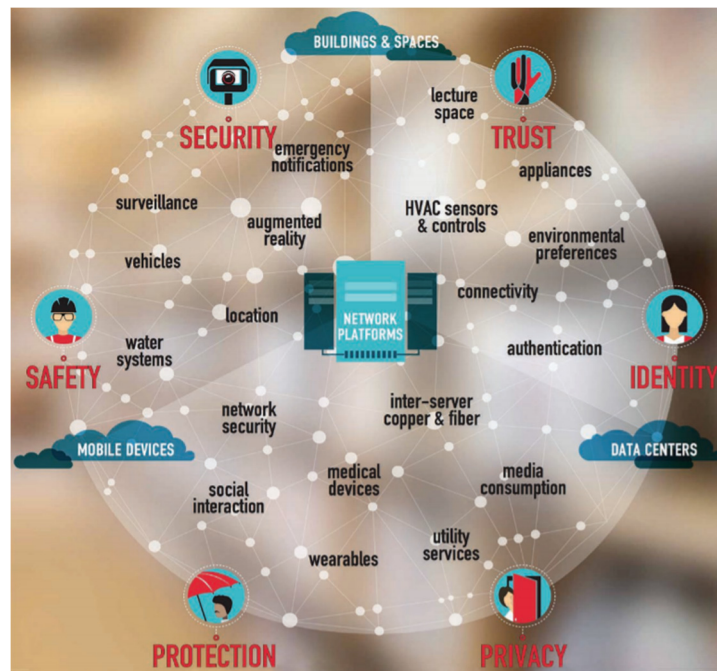 BUILDINGS & SPACES
SECURITY
TRUST
lecture
space
emergency
notifications
appliances
surveillance
augmented
reality
HVAC sensors
& controls
environmental
preferences
vehicles
connectivity
location
NETWORK
PLATFORMS
water
systems
authentication
SAFETY
IDENTITY
network
security
inter-server
copper & fiber
MOBILE DEVICES
DATA CENTERS
medical
devices
media
consumption
social
interaction
utility
services
wearables
PROTECTION
PRIVACY